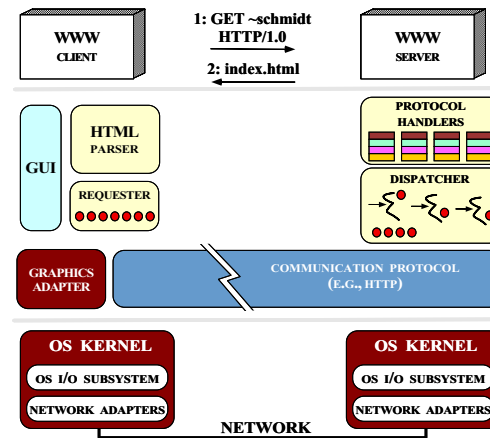 WWW
CLIENT
1: GET ~schmidt
HTTP/1.0
2: index.html
WWW
SERVER
GUI
HTML
PARSER
REQUESTER
PROTOCOL
HANDLERS
DISPATCHER
GRAPHICS
ADAPTER
COMMUNICATION PROTOCOL
(E.G., HTTP)
OS KERNEL
OS I/O SUBSYSTEM
NETWORK ADAPTERS
OS KERNEL
OS I/O SUBSYSTEM
NETWORK ADAPTERS
NETWORK